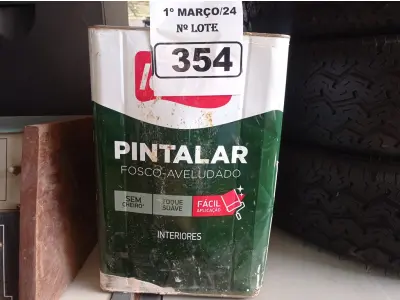 1º MARÇO/24
Nº LOTE
354
PINTALAR
FOSCO-AVELUDADO
SEM CHEIRO*
TOQUE SUAVE
FÁCIL APLICAÇÃO
INTERIORES